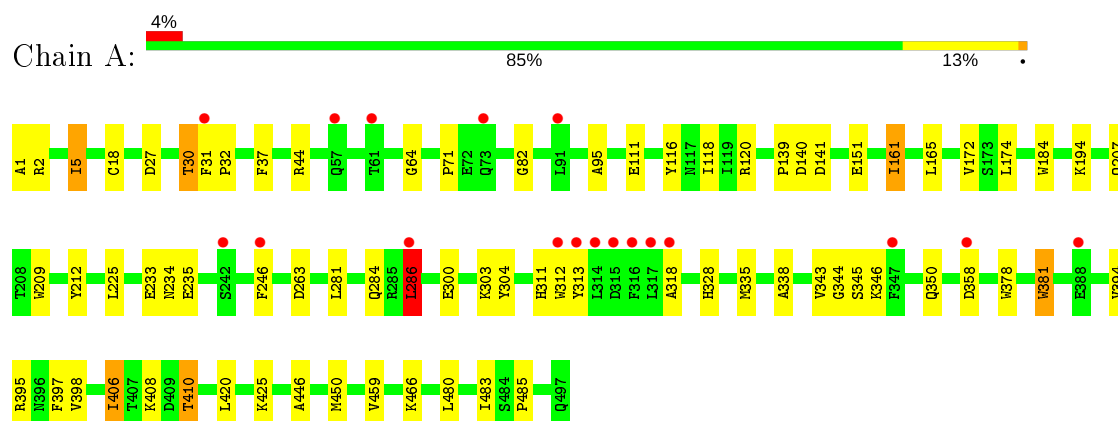 4%
Chain A:
85% 13% •
A1 R2 I5 C18 D27 T30 F31 P32 F37 R44 Q57 T61 G64 P71 E72 Q73 G82 L91 A95 E111 Y116 N117 I118 I119 R120 P139 D140 D141 E151 I161 L165 V172 S173 L174 W184 K194
T208 W209 Y212 L225 E233 N234 E235 S242 F246 D263 L281 Q284 R285 L286 E300 K303 Y304 H311 W312 Y313 L314 D315 F316 L317 A318 H328 M335 A338 V343 G344 S345 K346 F347 Q350 D358 W378 W381 E388
R395 N396 F397 V398 I406 T407 K408 D409 T410 L420 K425 A446 M450 V459 K466 L480 I483 S484 P485 Q497